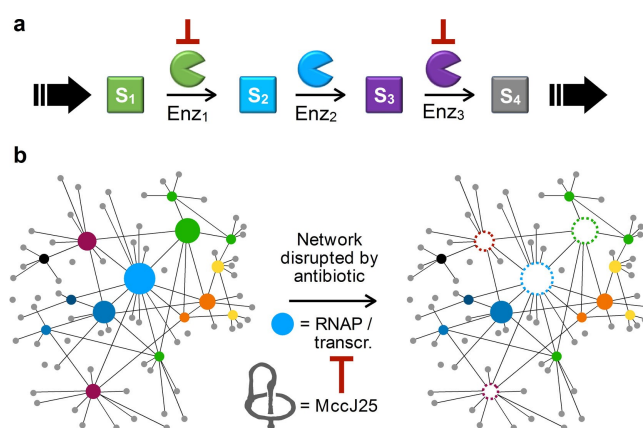 a
S1 S2 S3 S4
Enz1 Enz2 Enz3
b
Network
disrupted by
antibiotic
= RNAP /
transcr.
= MccJ25